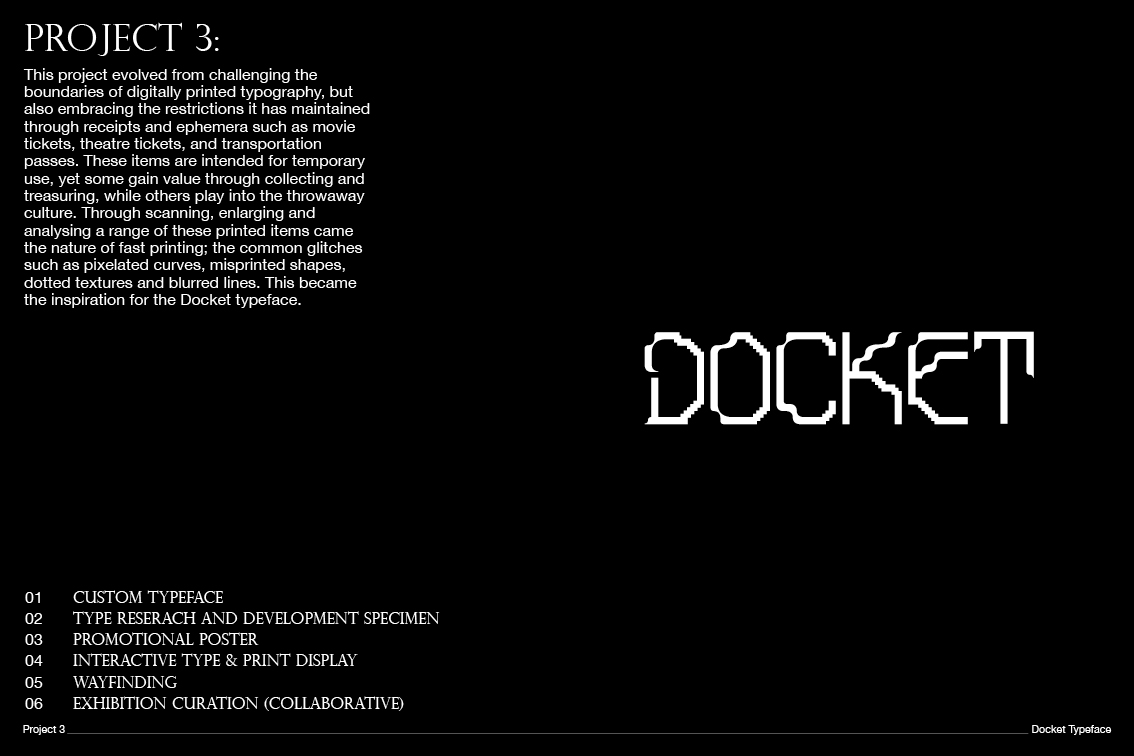 PROJECT 3:
This project evolved from challenging the
boundaries of digitally printed typography, but
also embracing the restrictions it has maintained
through receipts and ephemera such as movie
tickets, theatre tickets, and transportation
passes. These items are intended for temporary
use, yet some gain value through collecting and
treasuring, while others play into the throwaway
culture. Through scanning, enlarging and
analysing a range of these printed items came
the nature of fast printing; the common glitches
such as pixelated curves, misprinted shapes,
dotted textures and blurred lines. This became
the inspiration for the Docket typeface.
DOCKET
01 CUSTOM TYPEFACE
02 TYPE RESERACH AND DEVELOPMENT SPECIMEN
03 PROMOTIONAL POSTER
04 INTERACTIVE TYPE & PRINT DISPLAY
05 WAYFINDING
06 EXHIBITION CURATION (COLLABORATIVE)
Project 3 Docket Typeface